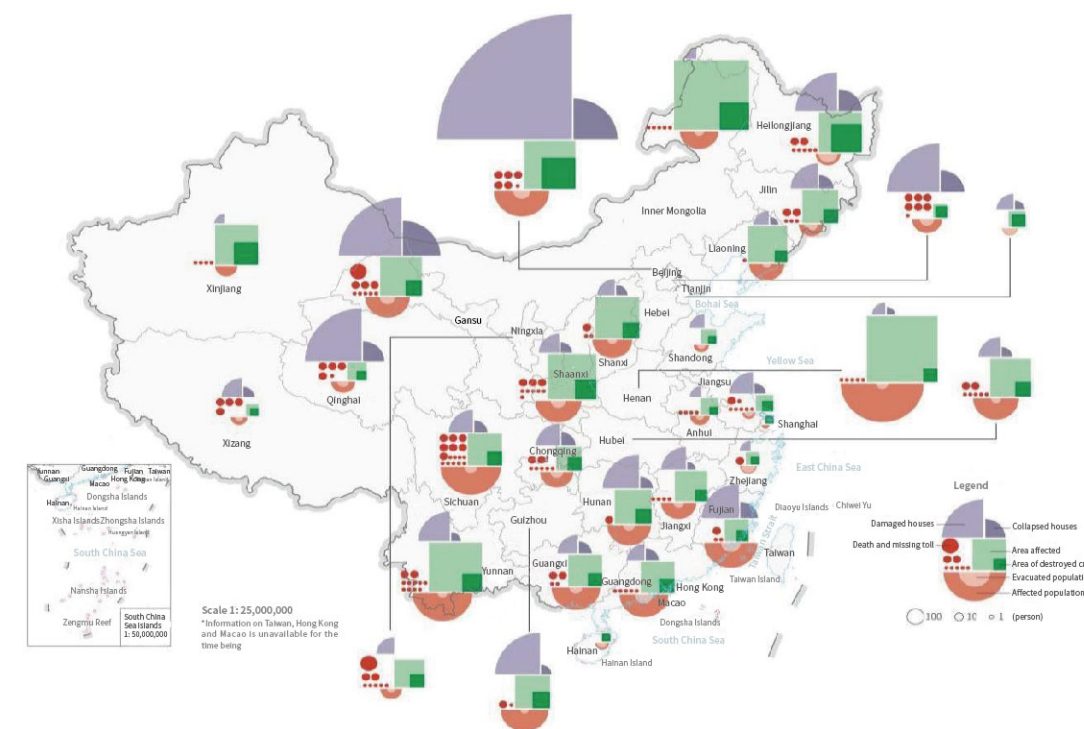 Heilongjiang
Jilin
Inner Mongolia
Liaoning
Beijing
Tianjin
Bohai Sea
Xinjiang
Gansu
Ningxia
Hebei
Shanxi
Shandong
Yellow Sea
Qinghai
Shaanxi
Henan
Jiangsu
Xizang
Anhui
Shanghai
Hubei
Chongqing
East China Sea
Zhejiang
Sichuan
Hunan
Jiangxi
Fujian
Diaoyu Islands
Chiwei Yu
Guizhou
Taiwan Strait
Taiwan
Taiwan Island
Yunnan
Guangxi
Guangdong
Hong Kong
Macao
Dongsha Islands
South China Sea
Hainan
Hainan Island
Yunnan
Guangdong
Fujian
Taiwan
Guangxi
Hong Kong
Macao
Dongsha Islands
Hainan
Hainan Island
Xisha Islands
Zhongsha Islands
Huangyan Island
South China Sea
Nansha Islands
Zengmu Reef
South China
Sea Islands
1: 50,000,000
Scale 1: 25,000,000
*Information on Taiwan, Hong Kong
and Macao is unavailable for the
time being
Legend
Damaged houses
Collapsed houses
Death and missing toll
Area affected
Area of destroyed cr
Evacuated populati
Affected population
100
10
1
(person)